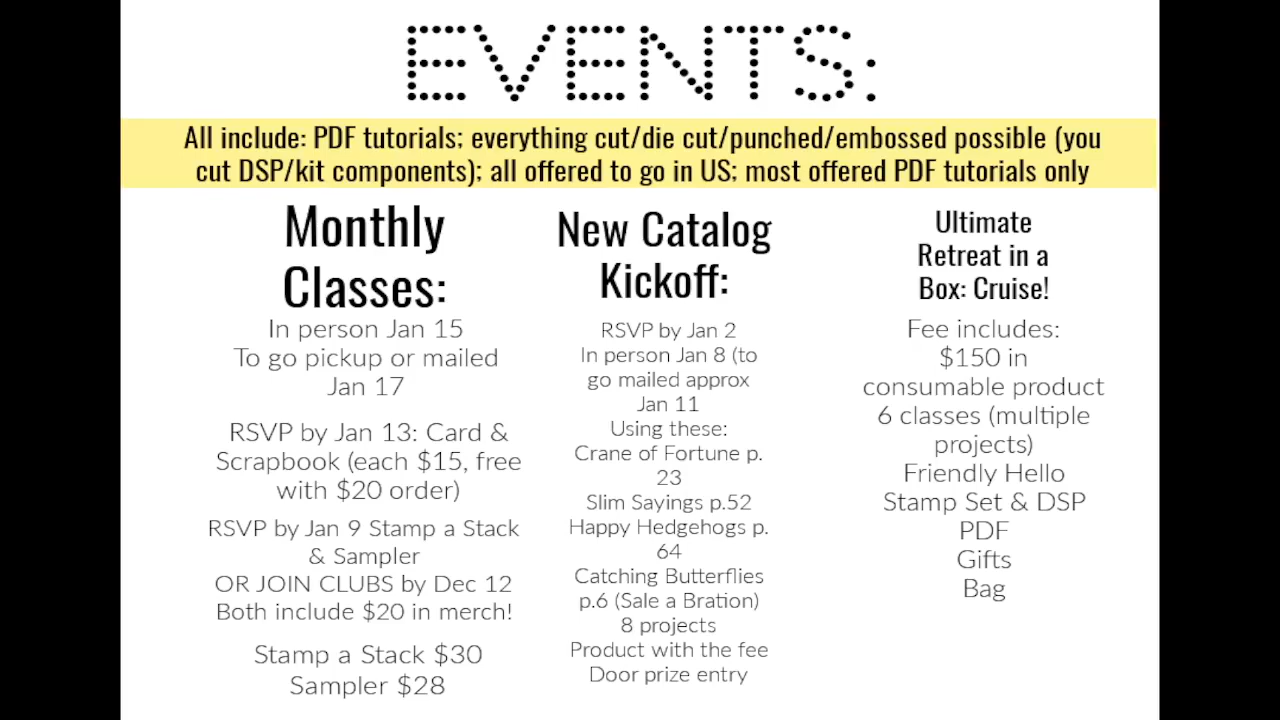 EVENTS:
All include: PDF tutorials; everything cut/die cut/punched/embossed possible (you
cut DSP/kit components); all offered to go in US; most offered PDF tutorials only
Monthly
Classes:
In person Jan 15
To go pickup or mailed
Jan 17
RSVP by Jan 13: Card &
Scrapbook (each $15, free
with $20 order)
RSVP by Jan 9 Stamp a Stack
& Sampler
OR JOIN CLUBS by Dec 12
Both include $20 in merch!
Stamp a Stack $30
Sampler $28
New Catalog
Kickoff:
RSVP by Jan 2
In person Jan 8 (to
go mailed approx
Jan 11
Using these:
Crane of Fortune p.
23
Slim Sayings p.52
Happy Hedgehogs p.
64
Catching Butterflies
p.6 (Sale a Bration)
8 projects
Product with the fee
Door prize entry
Ultimate
Retreat in a
Box: Cruise!
Fee includes:
$150 in
consumable product
6 classes (multiple
projects)
Friendly Hello
Stamp Set & DSP
PDF
Gifts
Bag